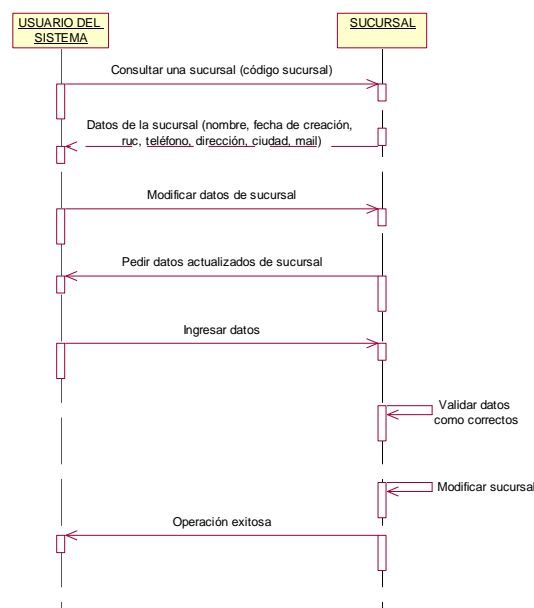 USUARIO DEL
SISTEMA
SUCURSAL
Consultar una sucursal (código sucursal)
Datos de la sucursal (nombre, fecha de creación,
ruc, teléfono, dirección, ciudad, mail)
Modificar datos de sucursal
Pedir datos actualizados de sucursal
Ingresar datos
Validar datos
como correctos
Modificar sucursal
Operación exitosa